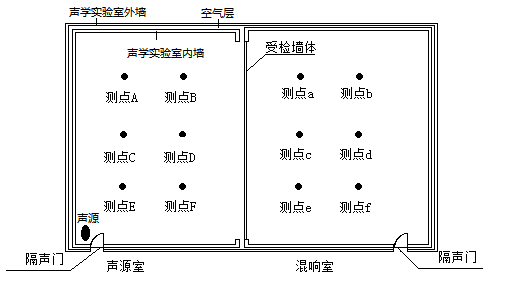 声学实验室外墙
空气层
声学实验室内墙
受检墙体
测点A 测点B 测点a 测点b
测点C 测点D 测点c 测点d
测点E 测点F 测点e 测点f
声源
隔声门 声源室 混响室 隔声门